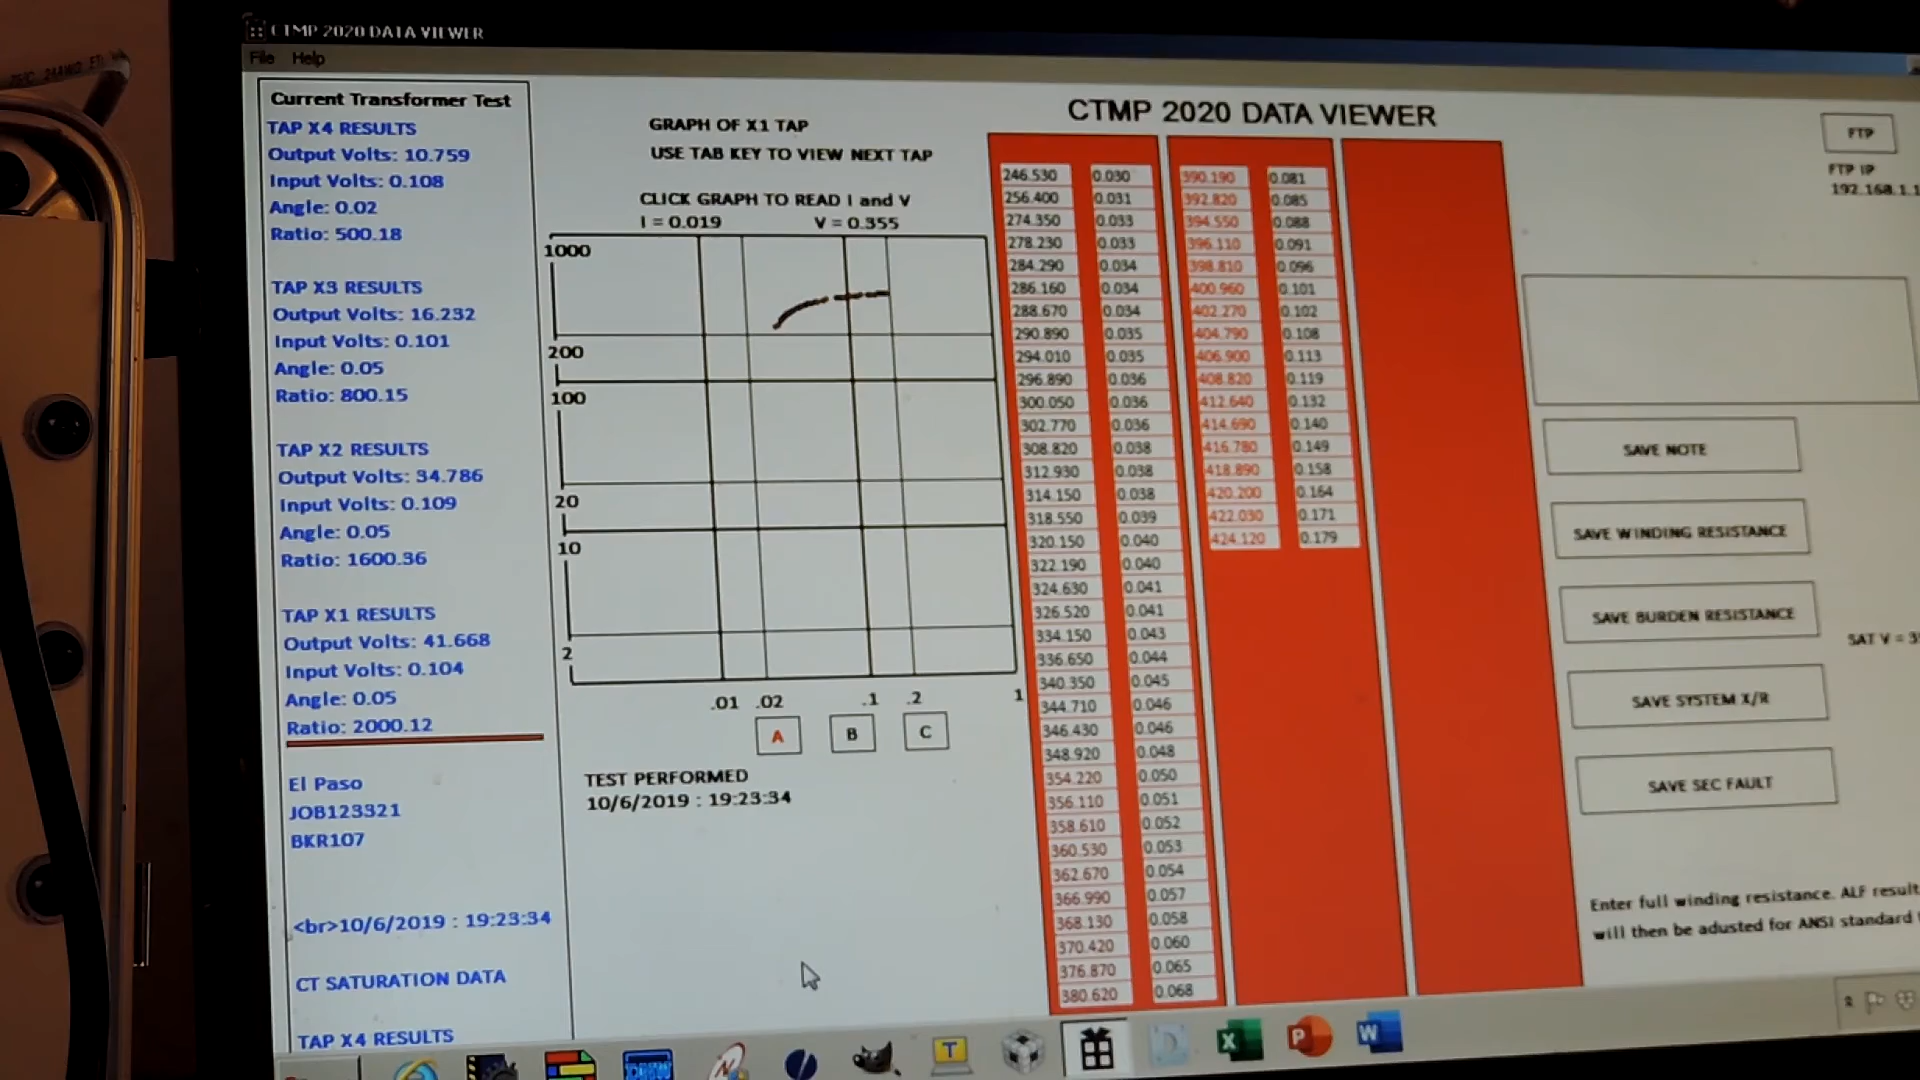 CTMP 2020 DATA VIEWER
File Help
Current Transformer Test
TAP X4 RESULTS
Output Volts: 10.759
Input Volts: 0.108
Angle: 0.02
Ratio: 500.18
TAP X3 RESULTS
Output Volts: 16.232
Input Volts: 0.101
Angle: 0.05
Ratio: 800.15
TAP X2 RESULTS
Output Volts: 34.786
Input Volts: 0.109
Angle: 0.05
Ratio: 1600.36
TAP X1 RESULTS
Output Volts: 41.668
Input Volts: 0.104
Angle: 0.05
Ratio: 2000.12
El Paso
JOB123321
BKR107
<br>10/6/2019 : 19:23:34
CT SATURATION DATA
TAP X4 RESULTS
GRAPH OF X1 TAP
USE TAB KEY TO VIEW NEXT TAP
CLICK GRAPH TO READ I and V
I = 0.019 V = 0.355
1000
200
100
20
10
2
.01 .02 .1 .2 1
A B C
TEST PERFORMED
10/6/2019 : 19:23:34
CTMP 2020 DATA VIEWER
246.530 0.030
256.400 0.031
274.350 0.033
278.230 0.033
284.290 0.034
286.160 0.034
288.670 0.034
290.890 0.035
294.010 0.035
296.890 0.036
300.050 0.036
302.770 0.036
308.820 0.038
312.930 0.038
314.150 0.038
318.550 0.039
320.150 0.040
322.190 0.040
324.630 0.041
326.520 0.041
334.150 0.043
336.650 0.044
340.350 0.045
344.710 0.046
346.430 0.046
348.920 0.048
354.220 0.050
356.110 0.051
358.610 0.052
360.530 0.053
362.670 0.054
366.990 0.057
368.130 0.058
370.420 0.060
376.870 0.065
380.620 0.068
390.190 0.081
392.820 0.085
394.550 0.088
396.110 0.091
398.810 0.096
400.960 0.101
402.270 0.102
404.790 0.108
406.900 0.113
408.820 0.119
412.640 0.132
414.690 0.140
416.780 0.149
418.890 0.158
420.200 0.164
422.030 0.171
424.120 0.179
FTP
FTP IP
192.168.1.1
SAVE NOTE
SAVE WINDING RESISTANCE
SAVE BURDEN RESISTANCE
SAT V = 3
SAVE SYSTEM X/R
SAVE SEC FAULT
Enter full winding resistance. ALF result
will then be adusted for ANSI standard
T
X
P
W